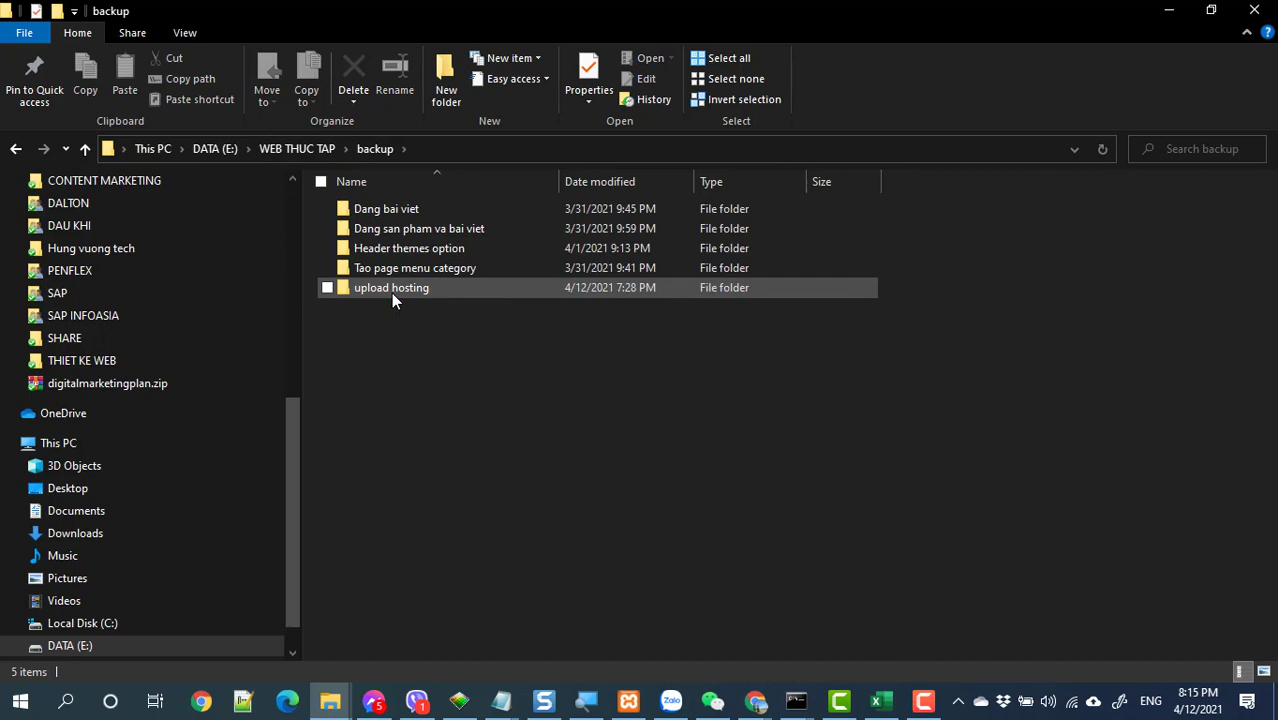 backup
File
Home
Share
View
Pin to Quick access
Copy
Paste
Cut
Copy path
Paste shortcut
Clipboard
Move to
Copy to
Delete
Rename
Organize
New folder
New item
Easy access
New
Properties
Open
Edit
History
Open
Select all
Select none
Invert selection
Select
This PC
DATA (E:)
WEB THUC TAP
backup
Search backup
Name
Date modified
Type
Size
Dang bai viet 3/31/2021 9:45 PM File folder
Dang san pham va bai viet 3/31/2021 9:59 PM File folder
Header themes option 4/1/2021 9:13 PM File folder
Tao page menu category 3/31/2021 9:41 PM File folder
upload hosting 4/12/2021 7:28 PM File folder
CONTENT MARKETING
DALTON
DAU KHI
Hung vuong tech
PENFLEX
SAP
SAP INFOASIA
SHARE
THIET KE WEB
digitalmarketingplan.zip
OneDrive
This PC
3D Objects
Desktop
Documents
Downloads
Music
Pictures
Videos
Local Disk (C:)
DATA (E:)
5 items
5
1
Zalo
ENG
8:15 PM
4/12/2021